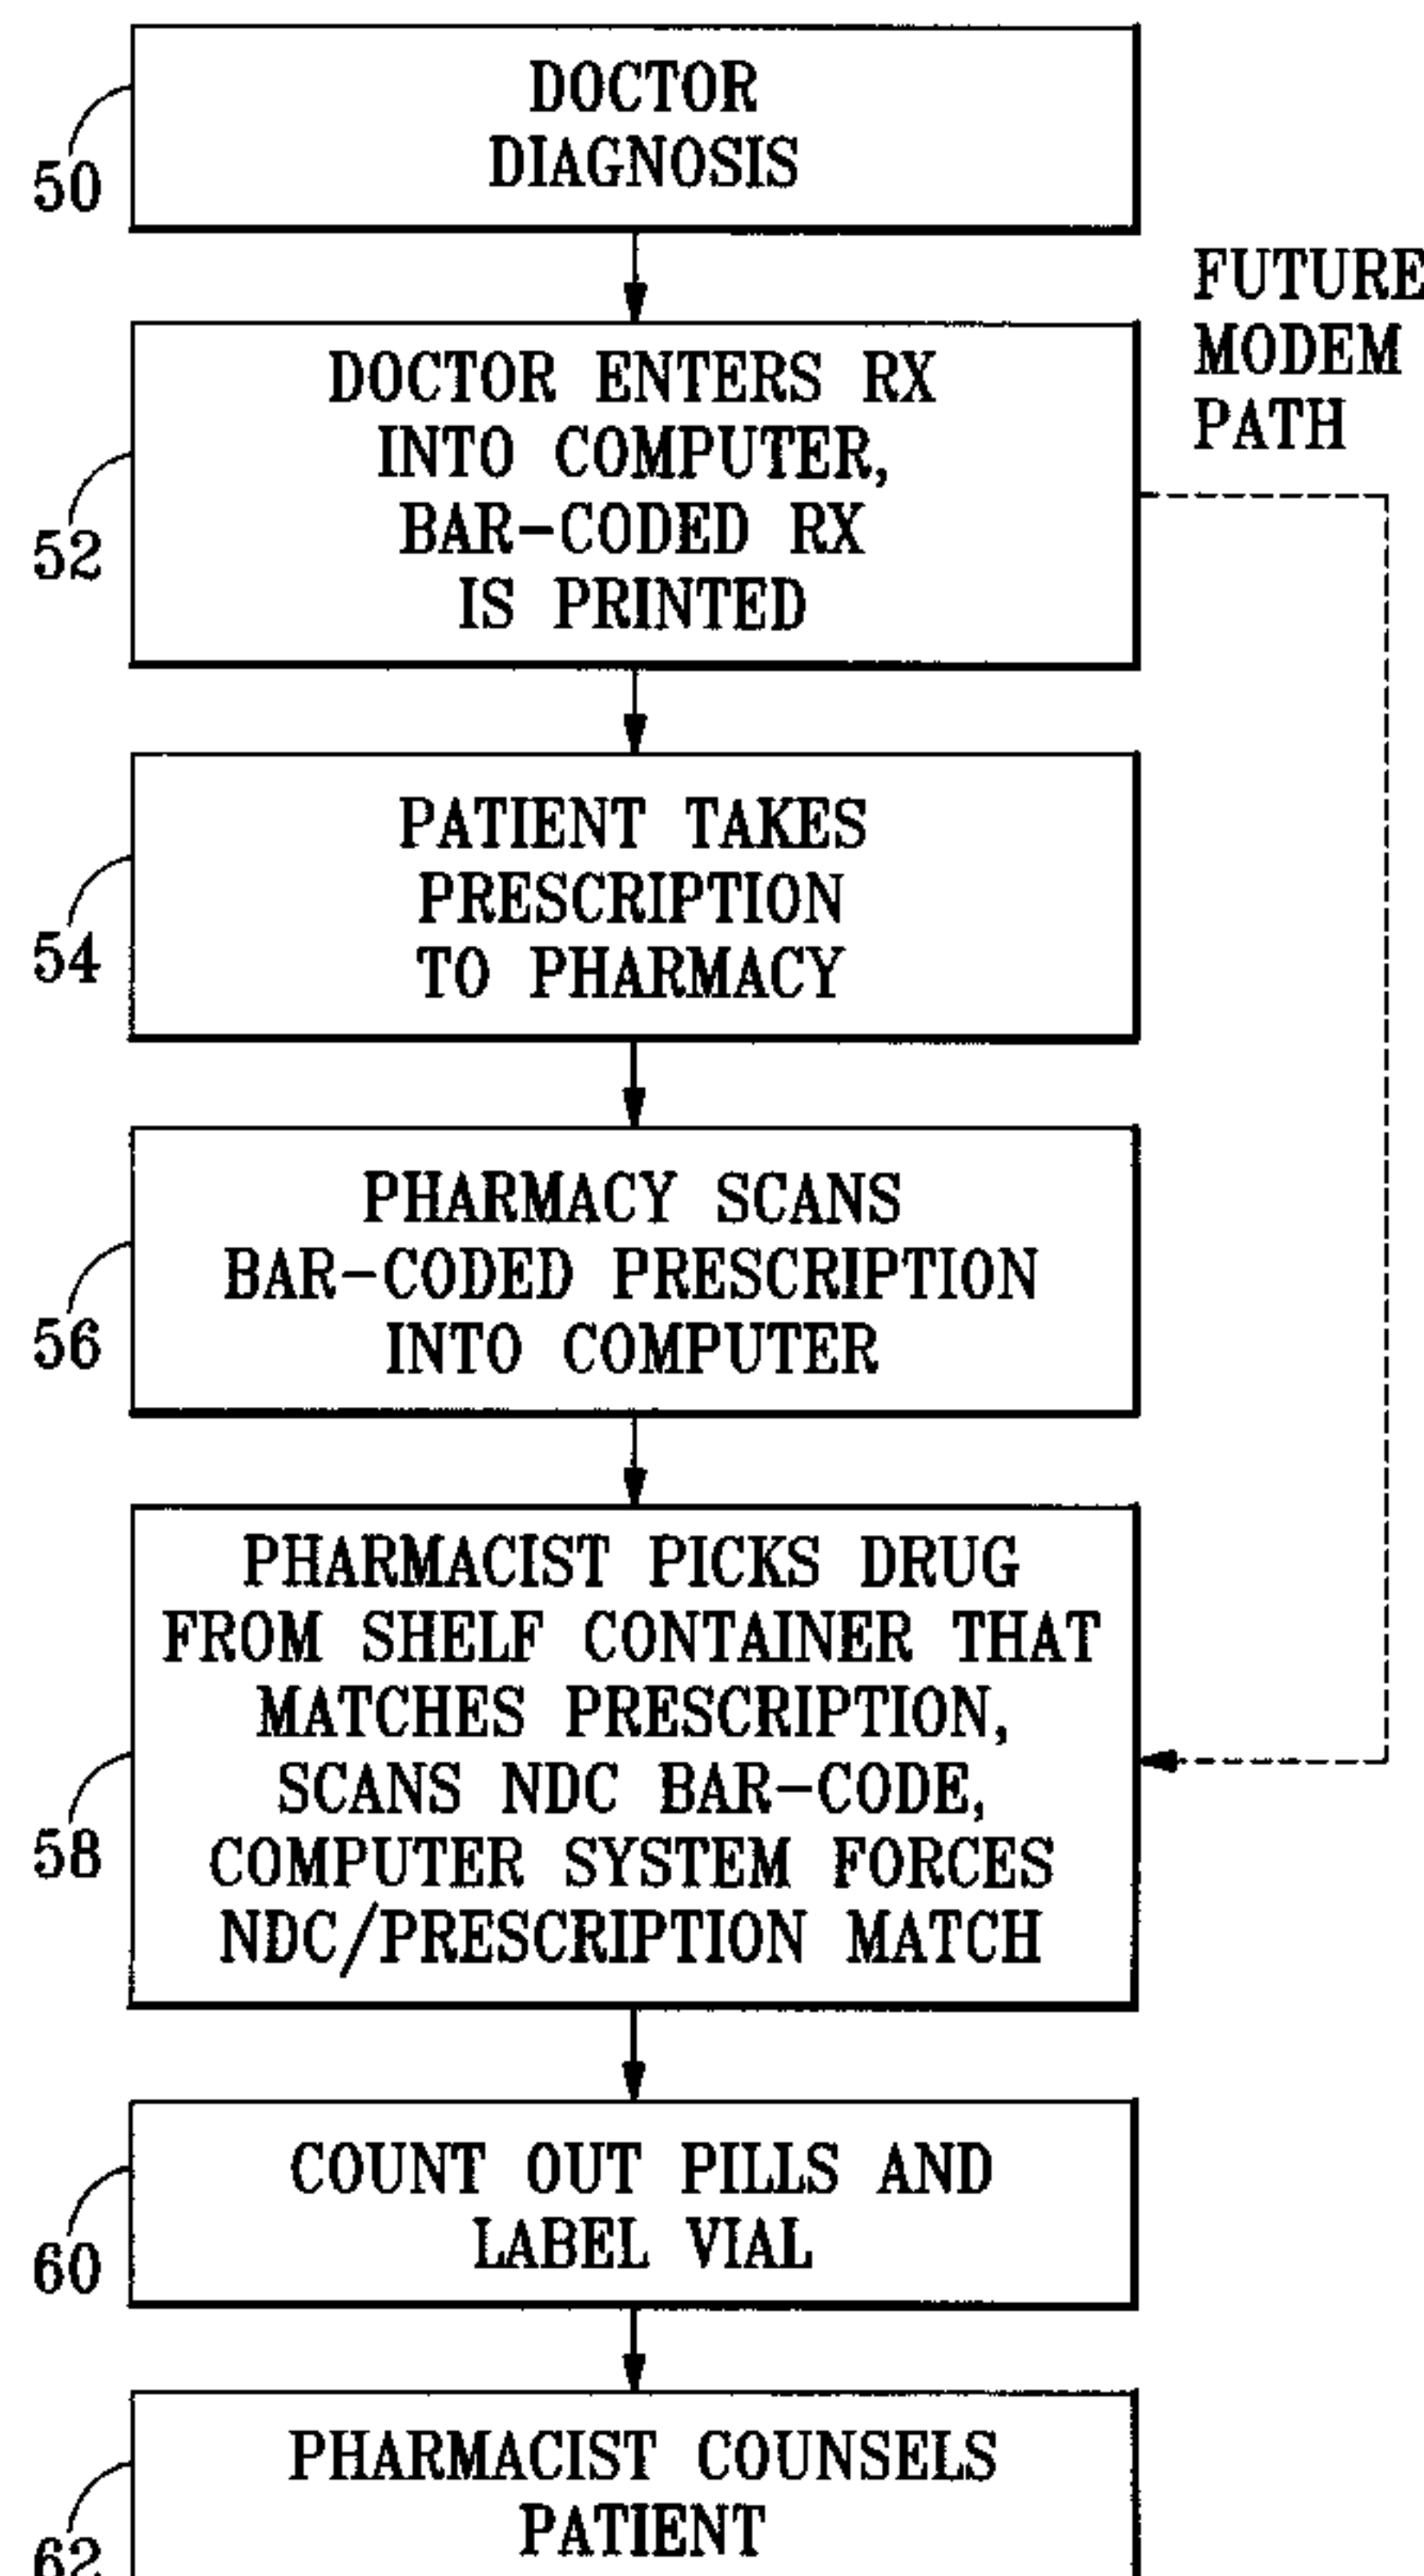 DOCTOR
DIAGNOSIS
50
FUTURE
MODEM
PATH
DOCTOR ENTERS RX
INTO COMPUTER,
BAR-CODED RX
IS PRINTED
52
PATIENT TAKES
PRESCRIPTION
TO PHARMACY
54
PHARMACY SCANS
BAR-CODED PRESCRIPTION
INTO COMPUTER
56
PHARMACIST PICKS DRUG
FROM SHELF CONTAINER THAT
MATCHES PRESCRIPTION,
SCANS NDC BAR-CODE,
COMPUTER SYSTEM FORCES
NDC/PRESCRIPTION MATCH
58
COUNT OUT PILLS AND
LABEL VIAL
60
PHARMACIST COUNSELS
PATIENT
62